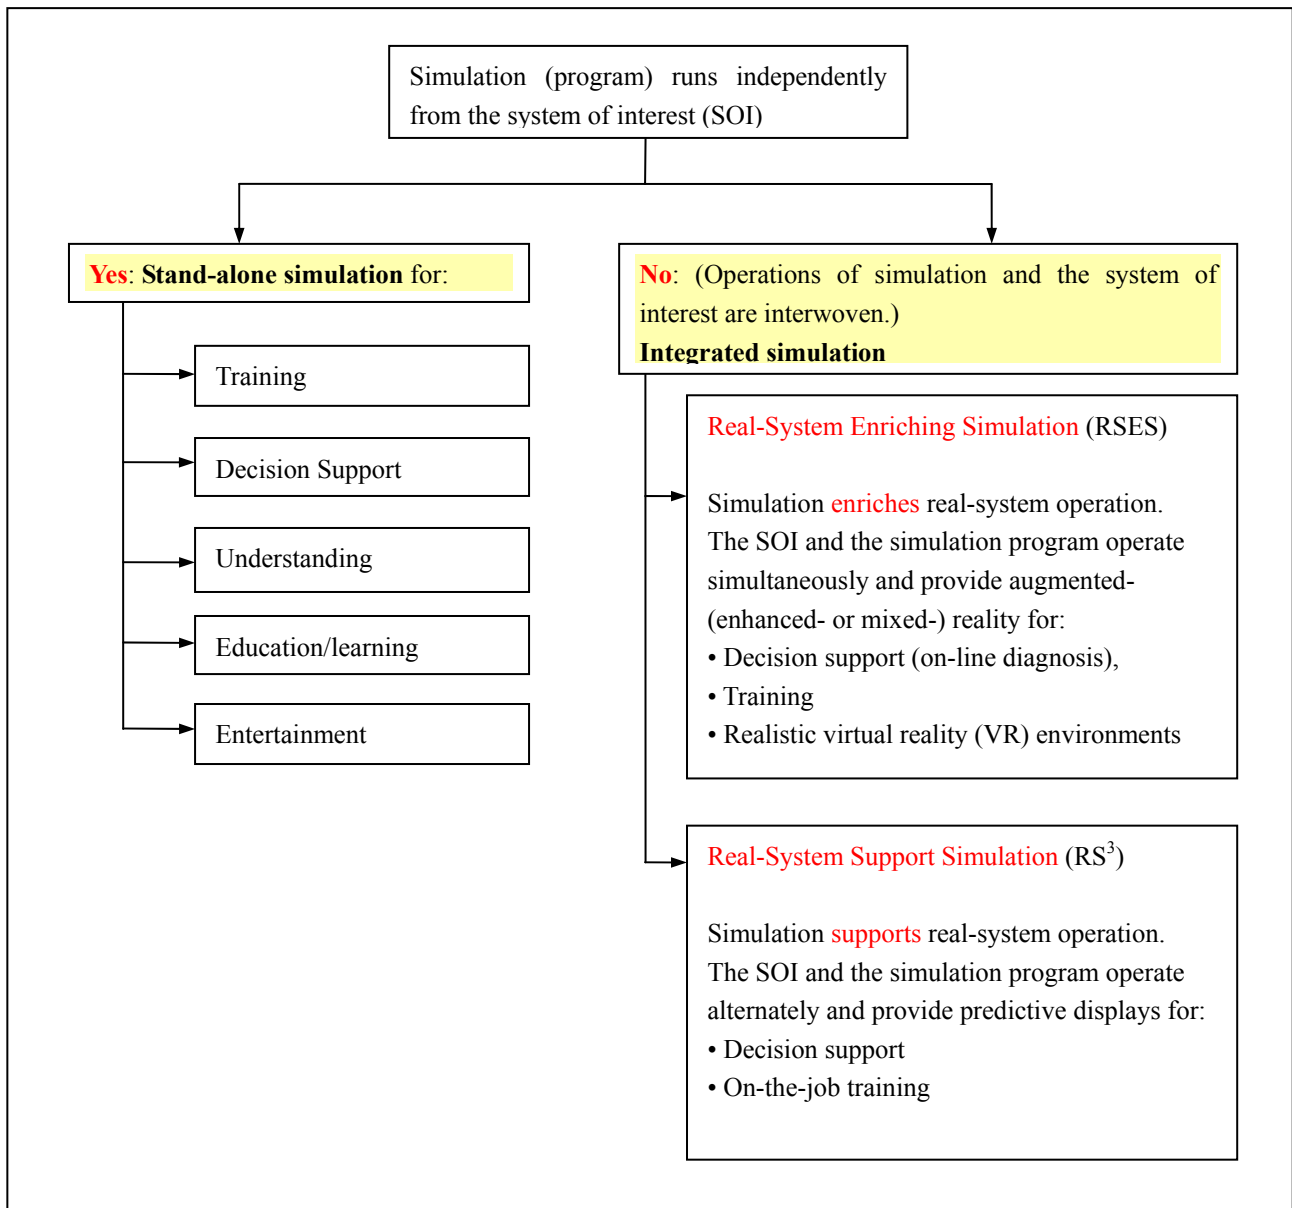 Simulation (program) runs independently
from the system of interest (SOI)
Yes: Stand-alone simulation for:
Training
Decision Support
Understanding
Education/learning
Entertainment
No: (Operations of simulation and the system of
interest are interwoven.)
Integrated simulation
Real-System Enriching Simulation (RSES)
Simulation enriches real-system operation.
The SOI and the simulation program operate
simultaneously and provide augmented-
(enhanced- or mixed-) reality for:
• Decision support (on-line diagnosis),
• Training
• Realistic virtual reality (VR) environments
Real-System Support Simulation (RS³)
Simulation supports real-system operation.
The SOI and the simulation program operate
alternately and provide predictive displays for:
• Decision support
• On-the-job training